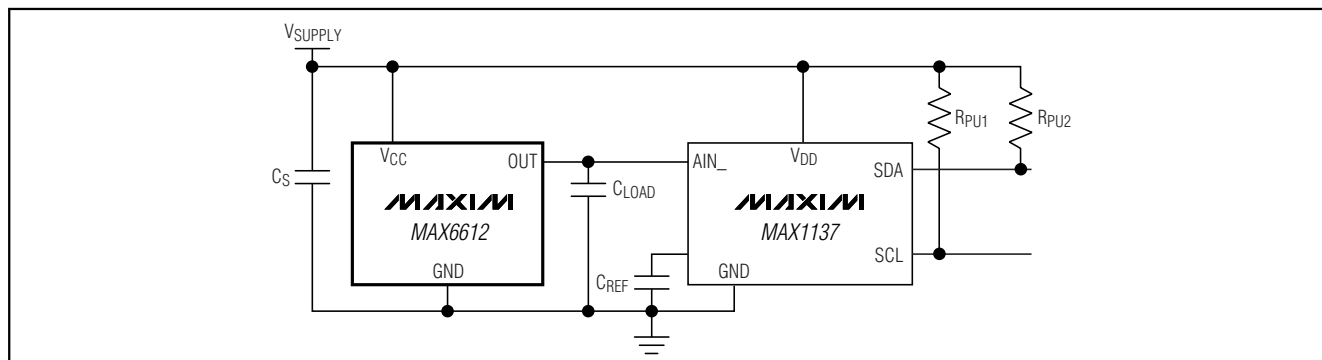 VSUPPLY
RPU1
RPU2
VCC
OUT
AIN_
VDD
SDA
CS
CLOAD
MAXIM
MAX6612
MAXIM
MAX1137
SCL
GND
CREF
GND